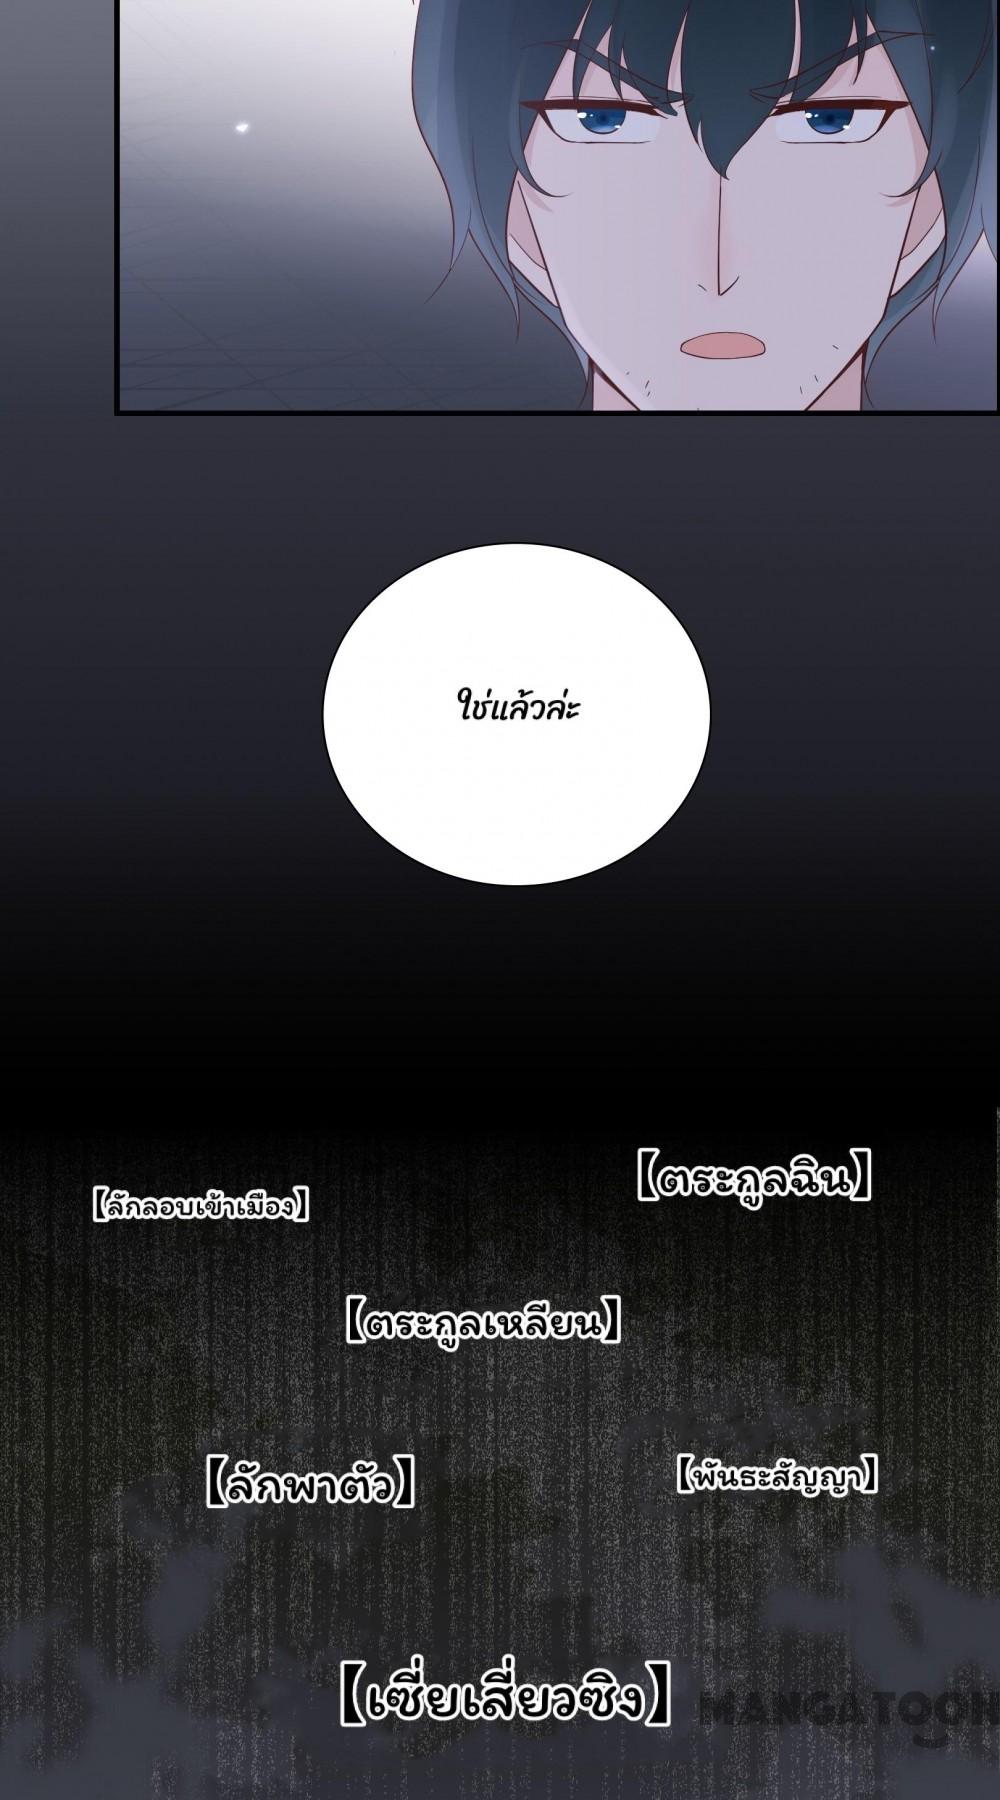 ใช่แล้วล่ะ
【ตระกูลฉิน】
【ลักลอบเข้าเมือง】
【ตระกูลเหลียน】
【ลักพาตัว】
【พันธะสัญญา】
【เซี่ยเสี่ยวซิง】
MANGATOON